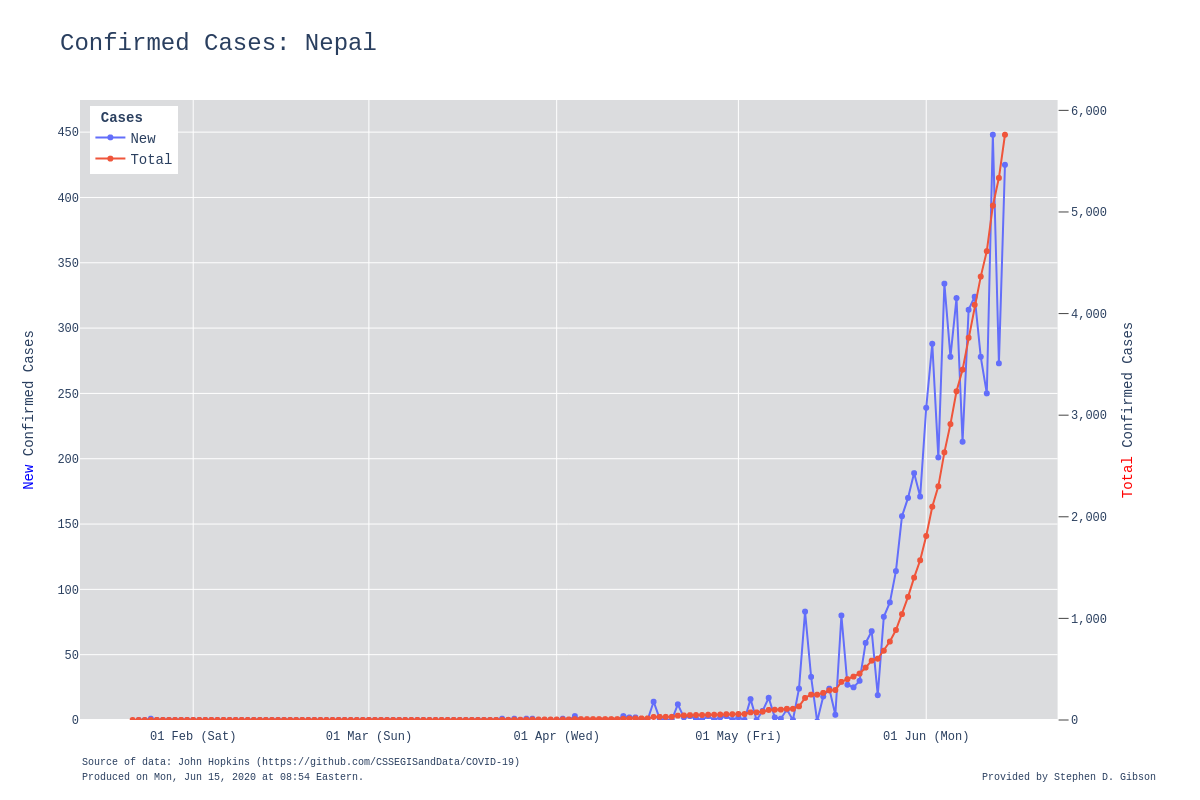 Confirmed Cases: Nepal
Cases
New
Total
450
400
350
300
250
200
150
100
50
0
New Confirmed Cases
6,000
5,000
4,000
3,000
2,000
1,000
0
Total Confirmed Cases
01 Feb (Sat) 01 Mar (Sun) 01 Apr (Wed) 01 May (Fri) 01 Jun (Mon)
Source of data: John Hopkins (https://github.com/CSSEGISandData/COVID-19)
Produced on Mon, Jun 15, 2020 at 08:54 Eastern.
Provided by Stephen D. Gibson